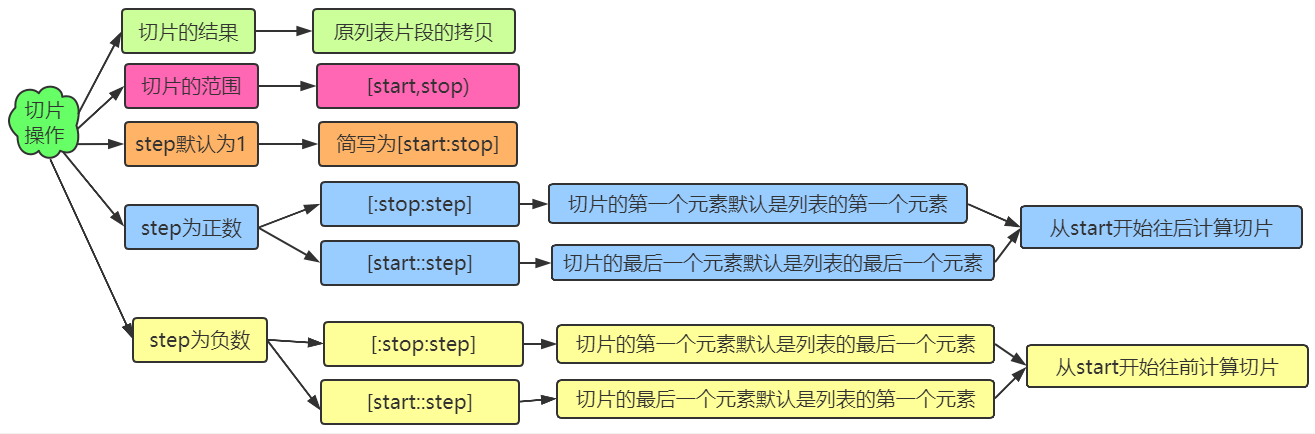 切片
操作
切片的结果
原列表片段的拷贝
切片的范围
[start,stop)
step默认为1
简写为[start:stop]
step为正数
[:stop:step]
切片的第一个元素默认是列表的第一个元素
[start::step]
切片的最后一个元素默认是列表的最后一个元素
从start开始往后计算切片
step为负数
[:stop:step]
切片的第一个元素默认是列表的最后一个元素
[start::step]
切片的最后一个元素默认是列表的第一个元素
从start开始往前计算切片